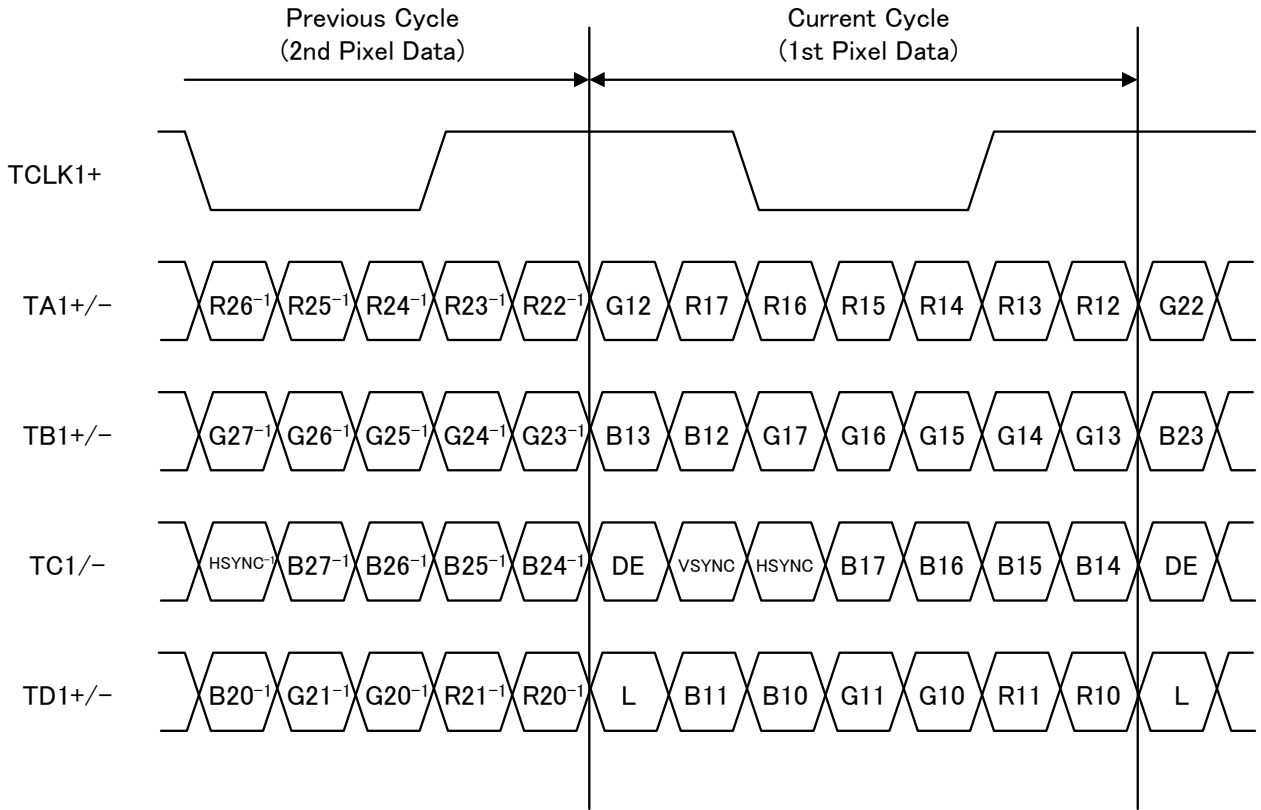 Previous Cycle
(2nd Pixel Data)
Current Cycle
(1st Pixel Data)
TCLK1+
TA1+/− R26⁻¹ R25⁻¹ R24⁻¹ R23⁻¹ R22⁻¹ G12 R17 R16 R15 R14 R13 R12 G22
TB1+/− G27⁻¹ G26⁻¹ G25⁻¹ G24⁻¹ G23⁻¹ B13 B12 G17 G16 G15 G14 G13 B23
TC1/− HSYNC⁻¹ B27⁻¹ B26⁻¹ B25⁻¹ B24⁻¹ DE VSYNC HSYNC B17 B16 B15 B14 DE
TD1+/− B20⁻¹ G21⁻¹ G20⁻¹ R21⁻¹ R20⁻¹ L B11 B10 G11 G10 R11 R10 L